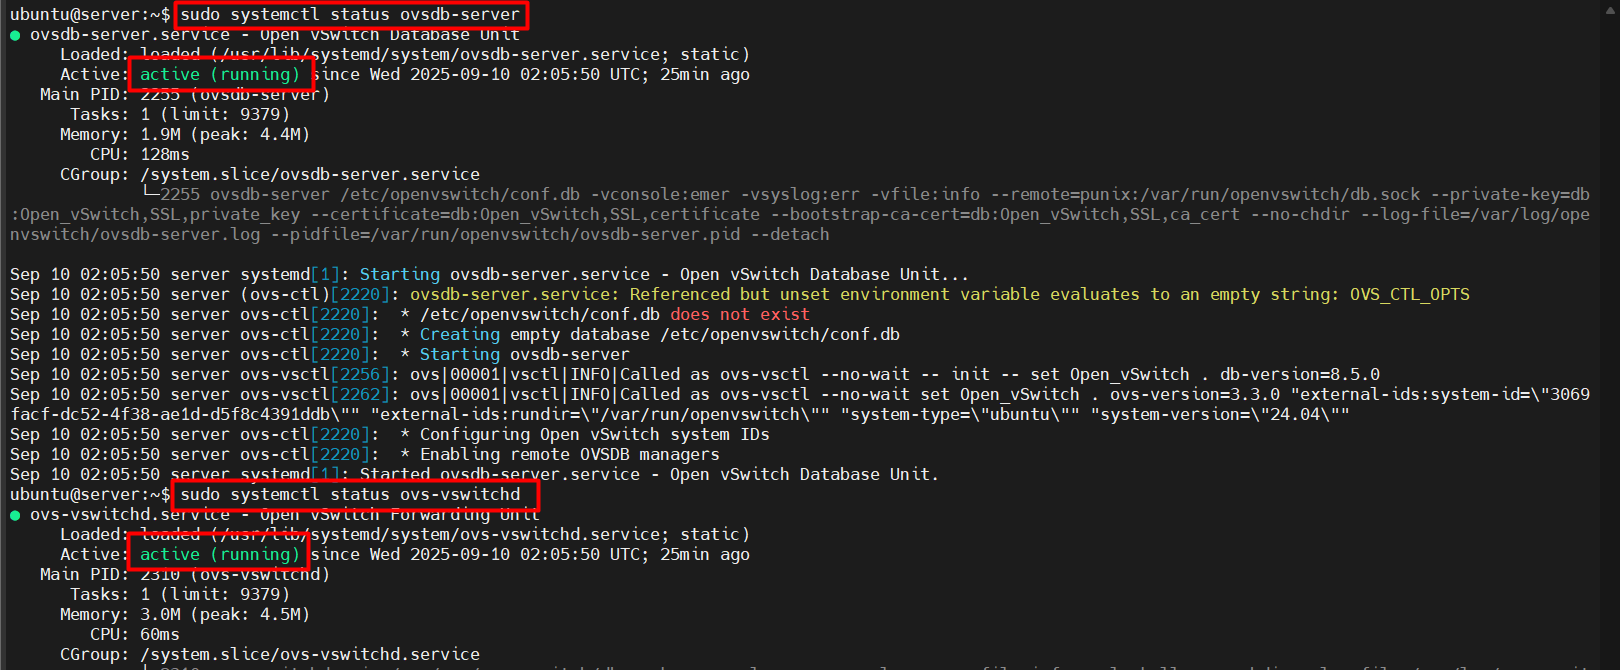 ubuntu@server:~$ sudo systemctl status ovsdb-server
● ovsdb-server.service - Open vSwitch Database Unit
     Loaded: loaded (/usr/lib/systemd/system/ovsdb-server.service; static)
     Active: active (running) since Wed 2025-09-10 02:05:50 UTC; 25min ago
   Main PID: 2255 (ovsdb-server)
      Tasks: 1 (limit: 9379)
     Memory: 1.9M (peak: 4.4M)
        CPU: 128ms
     CGroup: /system.slice/ovsdb-server.service
             └─2255 ovsdb-server /etc/openvswitch/conf.db -vconsole:emer -vsyslog:err -vfile:info --remote=punix:/var/run/openvswitch/db.sock --private-key=db
:Open_vSwitch,SSL,private_key --certificate=db:Open_vSwitch,SSL,certificate --bootstrap-ca-cert=db:Open_vSwitch,SSL,ca_cert --no-chdir --log-file=/var/log/ope
nvswitch/ovsdb-server.log --pidfile=/var/run/openvswitch/ovsdb-server.pid --detach

Sep 10 02:05:50 server systemd[1]: Starting ovsdb-server.service - Open vSwitch Database Unit...
Sep 10 02:05:50 server (ovs-ctl)[2220]: ovsdb-server.service: Referenced but unset environment variable evaluates to an empty string: OVS_CTL_OPTS
Sep 10 02:05:50 server ovs-ctl[2220]:  * /etc/openvswitch/conf.db does not exist
Sep 10 02:05:50 server ovs-ctl[2220]:  * Creating empty database /etc/openvswitch/conf.db
Sep 10 02:05:50 server ovs-ctl[2220]:  * Starting ovsdb-server
Sep 10 02:05:50 server ovs-vsctl[2256]: ovs|00001|vsctl|INFO|Called as ovs-vsctl --no-wait -- init -- set Open_vSwitch . db-version=8.5.0
Sep 10 02:05:50 server ovs-vsctl[2262]: ovs|00001|vsctl|INFO|Called as ovs-vsctl --no-wait set Open_vSwitch . ovs-version=3.3.0 "external-ids:system-id=\"3069
facf-dc52-4f38-ae1d-d5f8c4391ddb\"" "external-ids:rundir=\"/var/run/openvswitch\"" "system-type=\"ubuntu\"" "system-version=\"24.04\""
Sep 10 02:05:50 server ovs-ctl[2220]:  * Configuring Open vSwitch system IDs
Sep 10 02:05:50 server ovs-ctl[2220]:  * Enabling remote OVSDB managers
Sep 10 02:05:50 server systemd[1]: Started ovsdb-server.service - Open vSwitch Database Unit.
ubuntu@server:~$ sudo systemctl status ovs-vswitchd
● ovs-vswitchd.service - Open vSwitch Forwarding Unit
     Loaded: loaded (/usr/lib/systemd/system/ovs-vswitchd.service; static)
     Active: active (running) since Wed 2025-09-10 02:05:50 UTC; 25min ago
   Main PID: 2310 (ovs-vswitchd)
      Tasks: 1 (limit: 9379)
     Memory: 3.0M (peak: 4.5M)
        CPU: 60ms
     CGroup: /system.slice/ovs-vswitchd.service